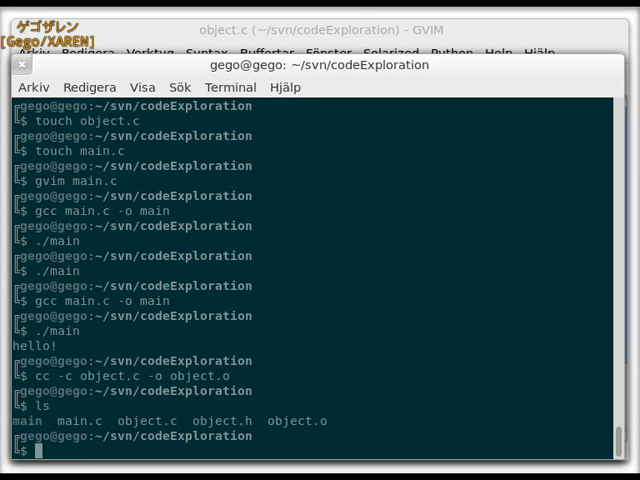 ゲゴザレン
[Gego/XAREN]
object.c (~/svn/codeExploration) - GVIM
Arkiv Redigera Verktyg Syntax Buffertar Fönster Solarized Python Help Hjälp
gego@gego: ~/svn/codeExploration
Arkiv Redigera Visa Sök Terminal Hjälp
gego@gego:~/svn/codeExploration
$ touch object.c
gego@gego:~/svn/codeExploration
$ touch main.c
gego@gego:~/svn/codeExploration
$ gvim main.c
gego@gego:~/svn/codeExploration
$ gcc main.c -o main
gego@gego:~/svn/codeExploration
$ ./main
gego@gego:~/svn/codeExploration
$ ./main
gego@gego:~/svn/codeExploration
$ gcc main.c -o main
gego@gego:~/svn/codeExploration
$ ./main
hello!
gego@gego:~/svn/codeExploration
$ cc -c object.c -o object.o
gego@gego:~/svn/codeExploration
$ ls
main main.c object.c object.h object.o
gego@gego:~/svn/codeExploration
$